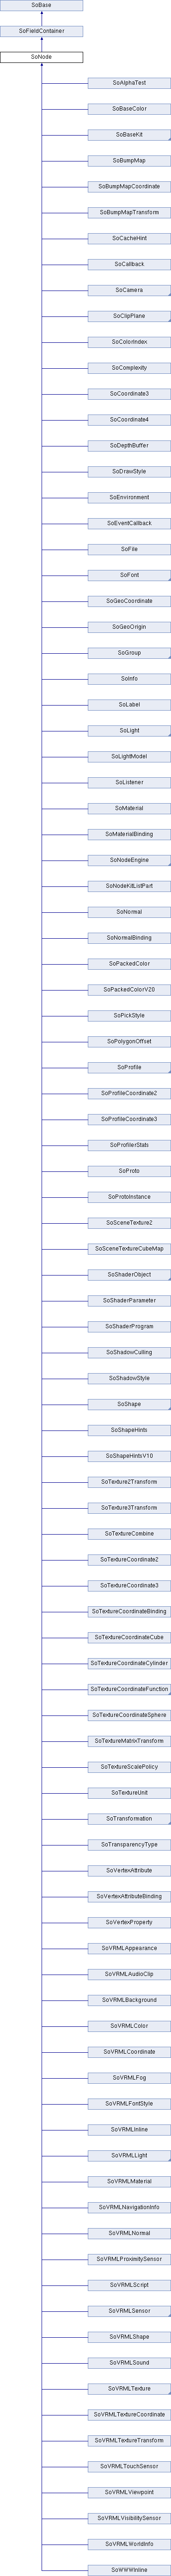 SoBase
SoFieldContainer
SoNode
SoAlphaTest
SoBaseColor
SoBaseKit
SoBumpMap
SoBumpMapCoordinate
SoBumpMapTransform
SoCacheHint
SoCallback
SoCamera
SoClipPlane
SoColorIndex
SoComplexity
SoCoordinate3
SoCoordinate4
SoDepthBuffer
SoDrawStyle
SoEnvironment
SoEventCallback
SoFile
SoFont
SoGeoCoordinate
SoGeoOrigin
SoGroup
SoInfo
SoLabel
SoLight
SoLightModel
SoListener
SoMaterial
SoMaterialBinding
SoNodeEngine
SoNodeKitListPart
SoNormal
SoNormalBinding
SoPackedColor
SoPackedColorV20
SoPickStyle
SoPolygonOffset
SoProfile
SoProfileCoordinate2
SoProfileCoordinate3
SoProfilerStats
SoProto
SoProtoInstance
SoSceneTexture2
SoSceneTextureCubeMap
SoShaderObject
SoShaderParameter
SoShaderProgram
SoShadowCulling
SoShadowStyle
SoShape
SoShapeHints
SoShapeHintsV10
SoTexture2Transform
SoTexture3Transform
SoTextureCombine
SoTextureCoordinate2
SoTextureCoordinate3
SoTextureCoordinateBinding
SoTextureCoordinateCube
SoTextureCoordinateCylinder
SoTextureCoordinateFunction
SoTextureCoordinateSphere
SoTextureMatrixTransform
SoTextureScalePolicy
SoTextureUnit
SoTransformation
SoTransparencyType
SoVertexAttribute
SoVertexAttributeBinding
SoVertexProperty
SoVRMLAppearance
SoVRMLAudioClip
SoVRMLBackground
SoVRMLColor
SoVRMLCoordinate
SoVRMLFog
SoVRMLFontStyle
SoVRMLInline
SoVRMLLight
SoVRMLMaterial
SoVRMLNavigationInfo
SoVRMLNormal
SoVRMLProximitySensor
SoVRMLScript
SoVRMLSensor
SoVRMLShape
SoVRMLSound
SoVRMLTexture
SoVRMLTextureCoordinate
SoVRMLTextureTransform
SoVRMLTouchSensor
SoVRMLViewpoint
SoVRMLVisibilitySensor
SoVRMLWorldInfo
SoWWWInline